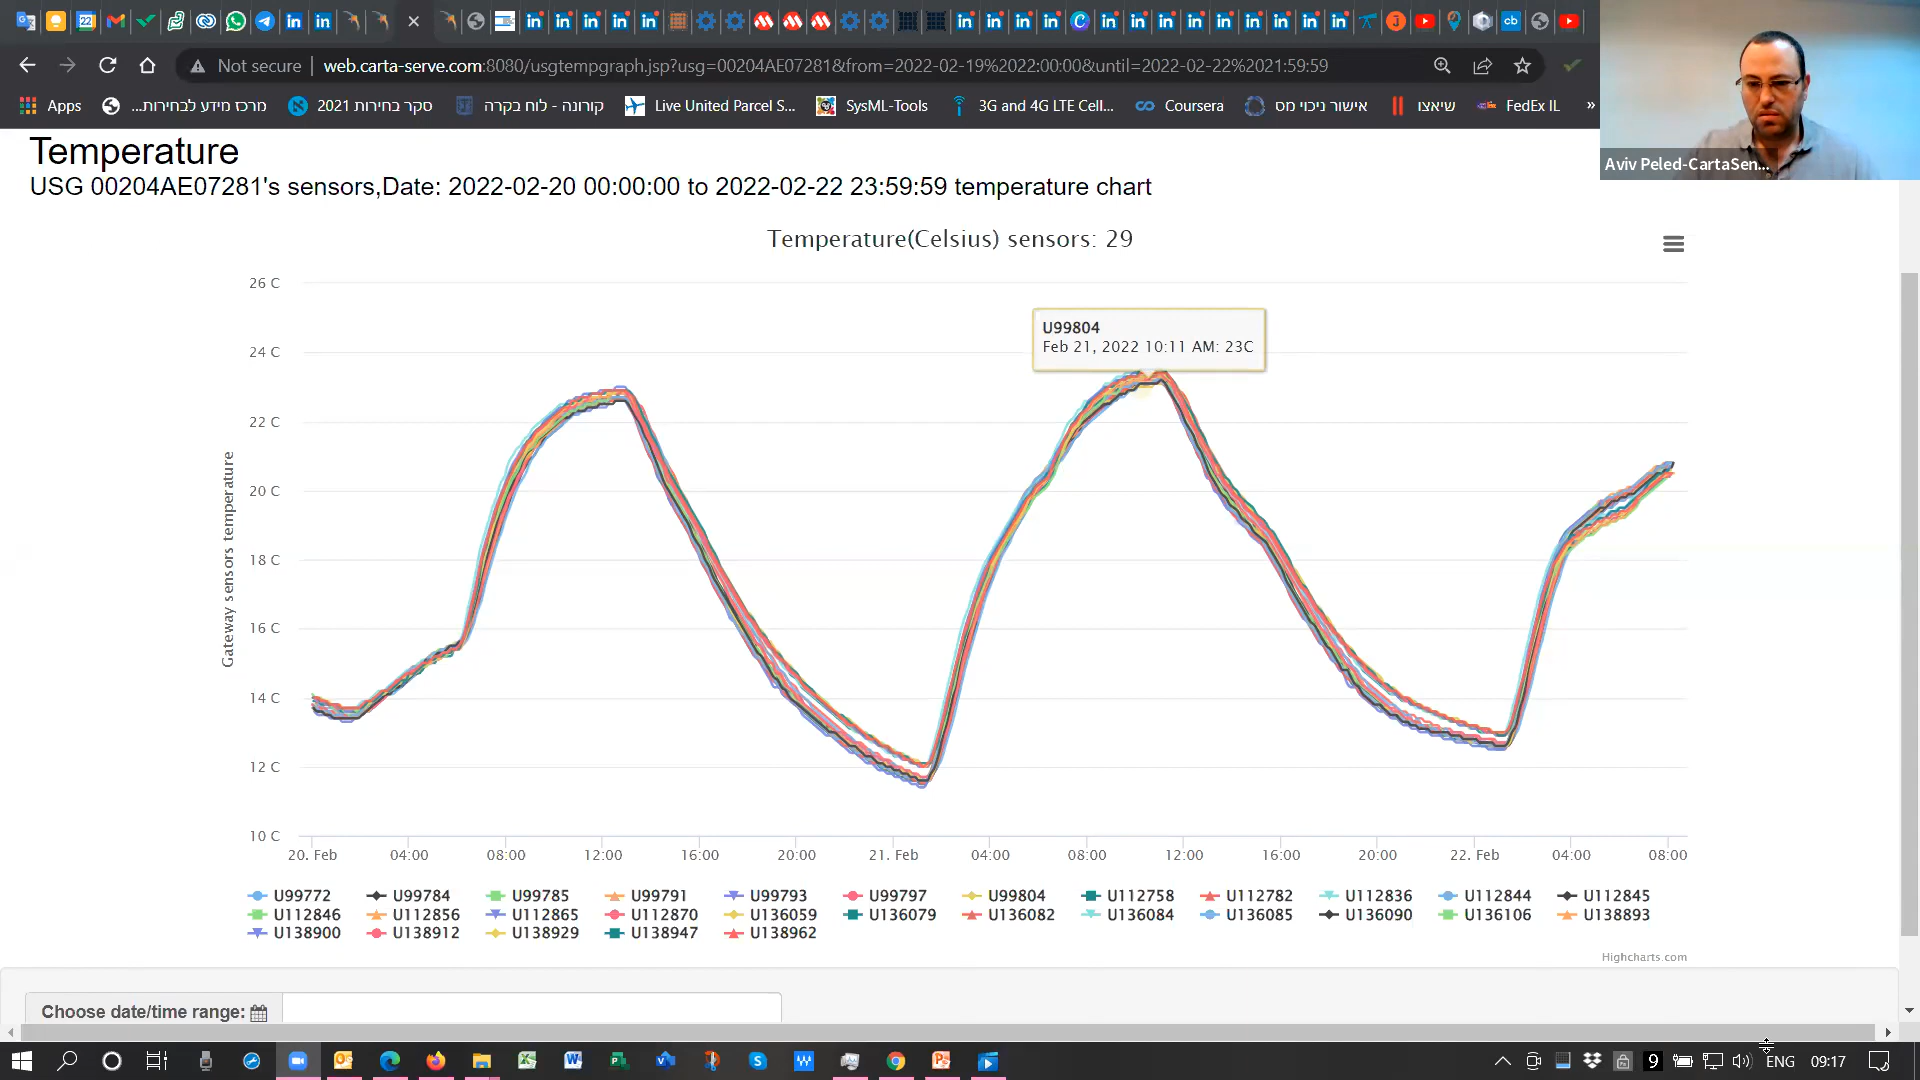 Not secure | web.carta-serve.com:8080/usgtempgraph.jsp?usg=00204AE07281&from=2022-02-19%2022:00:00&until=2022-02-22%2021:59:59
Apps
מרכז מידע לבחירות...
סקר בחירות 2021
קורונה - לוח בקרה
Live United Parcel S...
SysML-Tools
3G and 4G LTE Cell...
Coursera
אישור ניכוי מס
שיאצו
FedEx IL
»
Aviv Peled-CartaSen...
Temperature
USG 00204AE07281's sensors,Date: 2022-02-20 00:00:00 to 2022-02-22 23:59:59 temperature chart
Temperature(Celsius) sensors: 29
U99804
Feb 21, 2022 10:11 AM: 23C
Gateway sensors temperature
26 C
24 C
22 C
20 C
18 C
16 C
14 C
12 C
10 C
20. Feb 04:00 08:00 12:00 16:00 20:00 21. Feb 04:00 08:00 12:00 16:00 20:00 22. Feb 04:00 08:00
U99772 U99784 U99785 U99791 U99793 U99797 U99804 U112758 U112782 U112836 U112844 U112845
U112846 U112856 U112865 U112870 U136059 U136079 U136082 U136084 U136085 U136090 U136106 U138893
U138900 U138912 U138929 U138947 U138962
Highcharts.com
Choose date/time range:
ENG 09:17